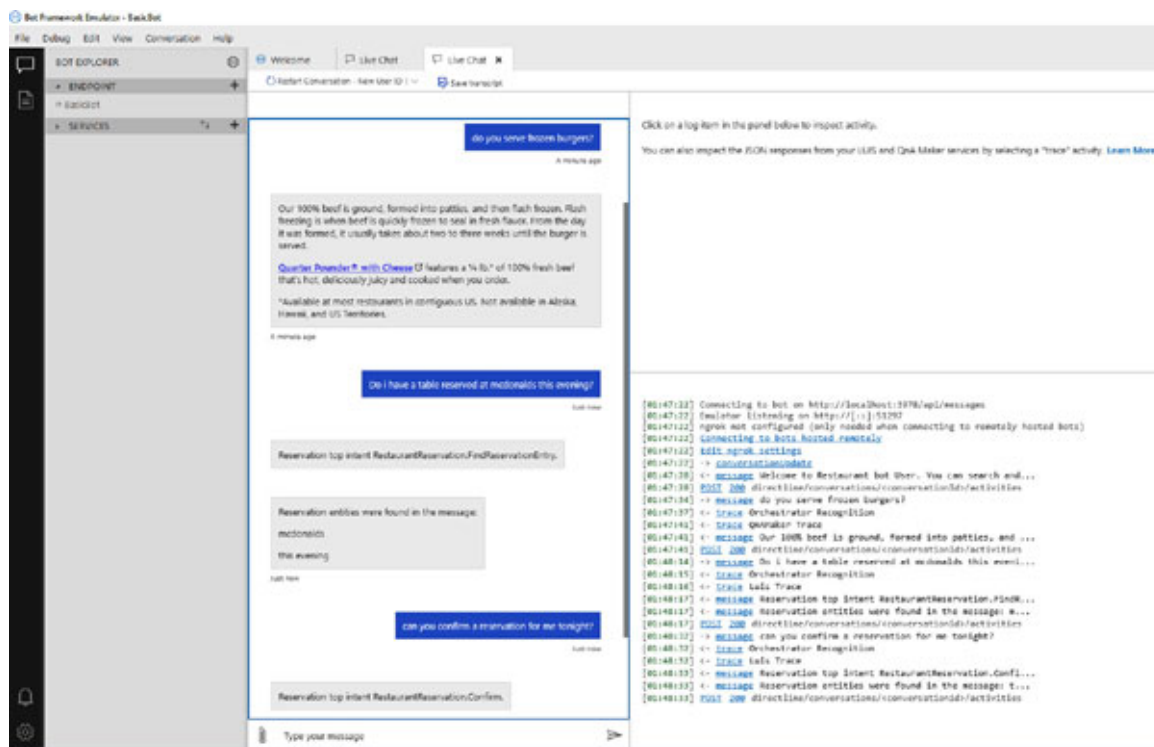 Bot Framework Emulator - BasicBot
File Debug Edit View Conversation Help
BOT EXPLORER
ENDPOINT
BasicBot
SERVICES
Welcome
Live Chat
Live Chat
Restart Conversation - New User ID
Save transcript
do you serve frozen burgers?
A minute ago
Our 100% beef is ground, formed into patties, and then flash frozen. Flash
freezing is when beef is quickly frozen to seal in fresh flavor. From the day
it was formed, it usually takes about two to three weeks until the burger is
served.
Quarter Pounder® with Cheese features a ¼ lb.* of 100% fresh beef
that's hot, deliciously juicy and cooked when you order.
*Available at most restaurants in contiguous US. Not available in Alaska,
Hawaii, and US Territories.
A minute ago
Do i have a table reserved at mcdonalds this evening?
Just now
Reservation top intent RestaurantReservation.FindReservationEntry.
Reservation entities were found in the message:
mcdonalds
this evening
Just now
can you confirm a reservation for me tonight?
Just now
Reservation top intent RestaurantReservation.Confirm.
Type your message
Click on a log item in the panel below to inspect activity.
You can also inspect the JSON responses from your LUIS and QnA Maker services by selecting a "trace" activity. Learn More
[01:47:22] Connecting to bot on http://localhost:3978/api/messages
[01:47:22] Emulator listening on http://[::]:51297
[01:47:22] ngrok not configured (only needed when connecting to remotely hosted bots)
[01:47:22] Connecting to bots hosted remotely
[01:47:22] Edit ngrok settings
[01:47:22] -> conversationUpdate
[01:47:28] <- message Welcome to Restaurant bot User. You can search and...
[01:47:28] POST 200 directline/conversations/<conversationId>/activities
[01:47:34] -> message do you serve frozen burgers?
[01:47:37] <- trace Orchestrator Recognition
[01:47:41] <- trace QnAMaker Trace
[01:47:41] <- message Our 100% beef is ground, formed into patties, and ...
[01:47:41] POST 200 directline/conversations/<conversationId>/activities
[01:48:14] -> message Do i have a table reserved at mcdonalds this eveni...
[01:48:15] <- trace Orchestrator Recognition
[01:48:16] <- trace Luis Trace
[01:48:17] <- message Reservation top intent RestaurantReservation.FindR...
[01:48:17] <- message Reservation entities were found in the message: m...
[01:48:17] POST 200 directline/conversations/<conversationId>/activities
[01:48:32] -> message can you confirm a reservation for me tonight?
[01:48:32] <- trace Orchestrator Recognition
[01:48:32] <- trace Luis Trace
[01:48:33] <- message Reservation top intent RestaurantReservation.Confi...
[01:48:33] <- message Reservation entities were found in the message: t...
[01:48:33] POST 200 directline/conversations/<conversationId>/activities